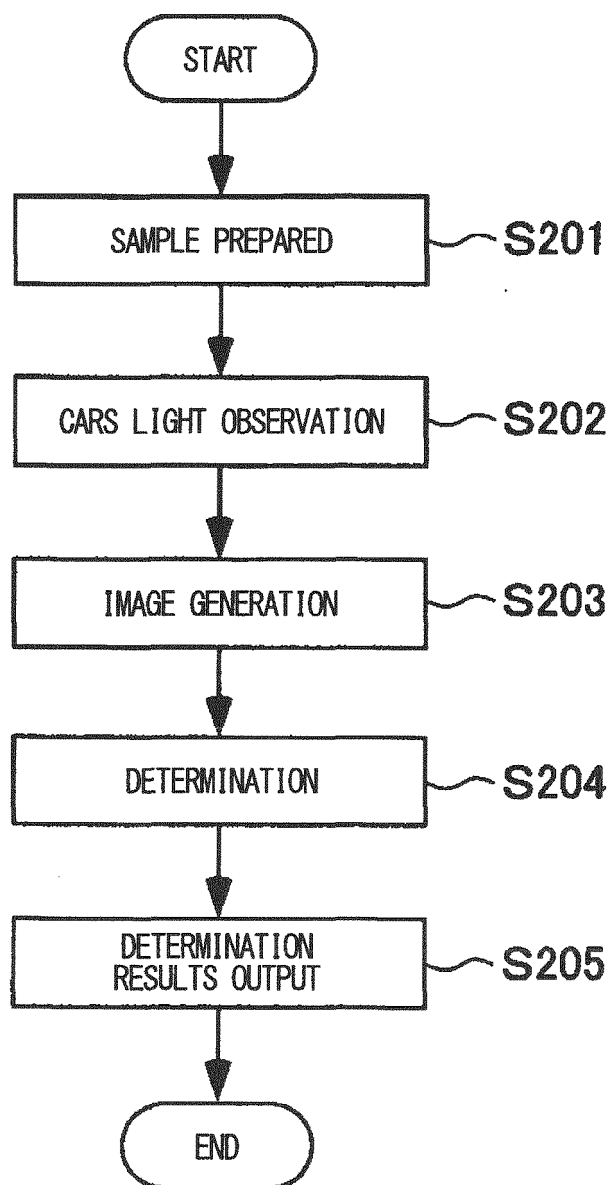 START
SAMPLE PREPARED
S201
CARS LIGHT OBSERVATION
S202
IMAGE GENERATION
S203
DETERMINATION
S204
DETERMINATION
RESULTS OUTPUT
S205
END